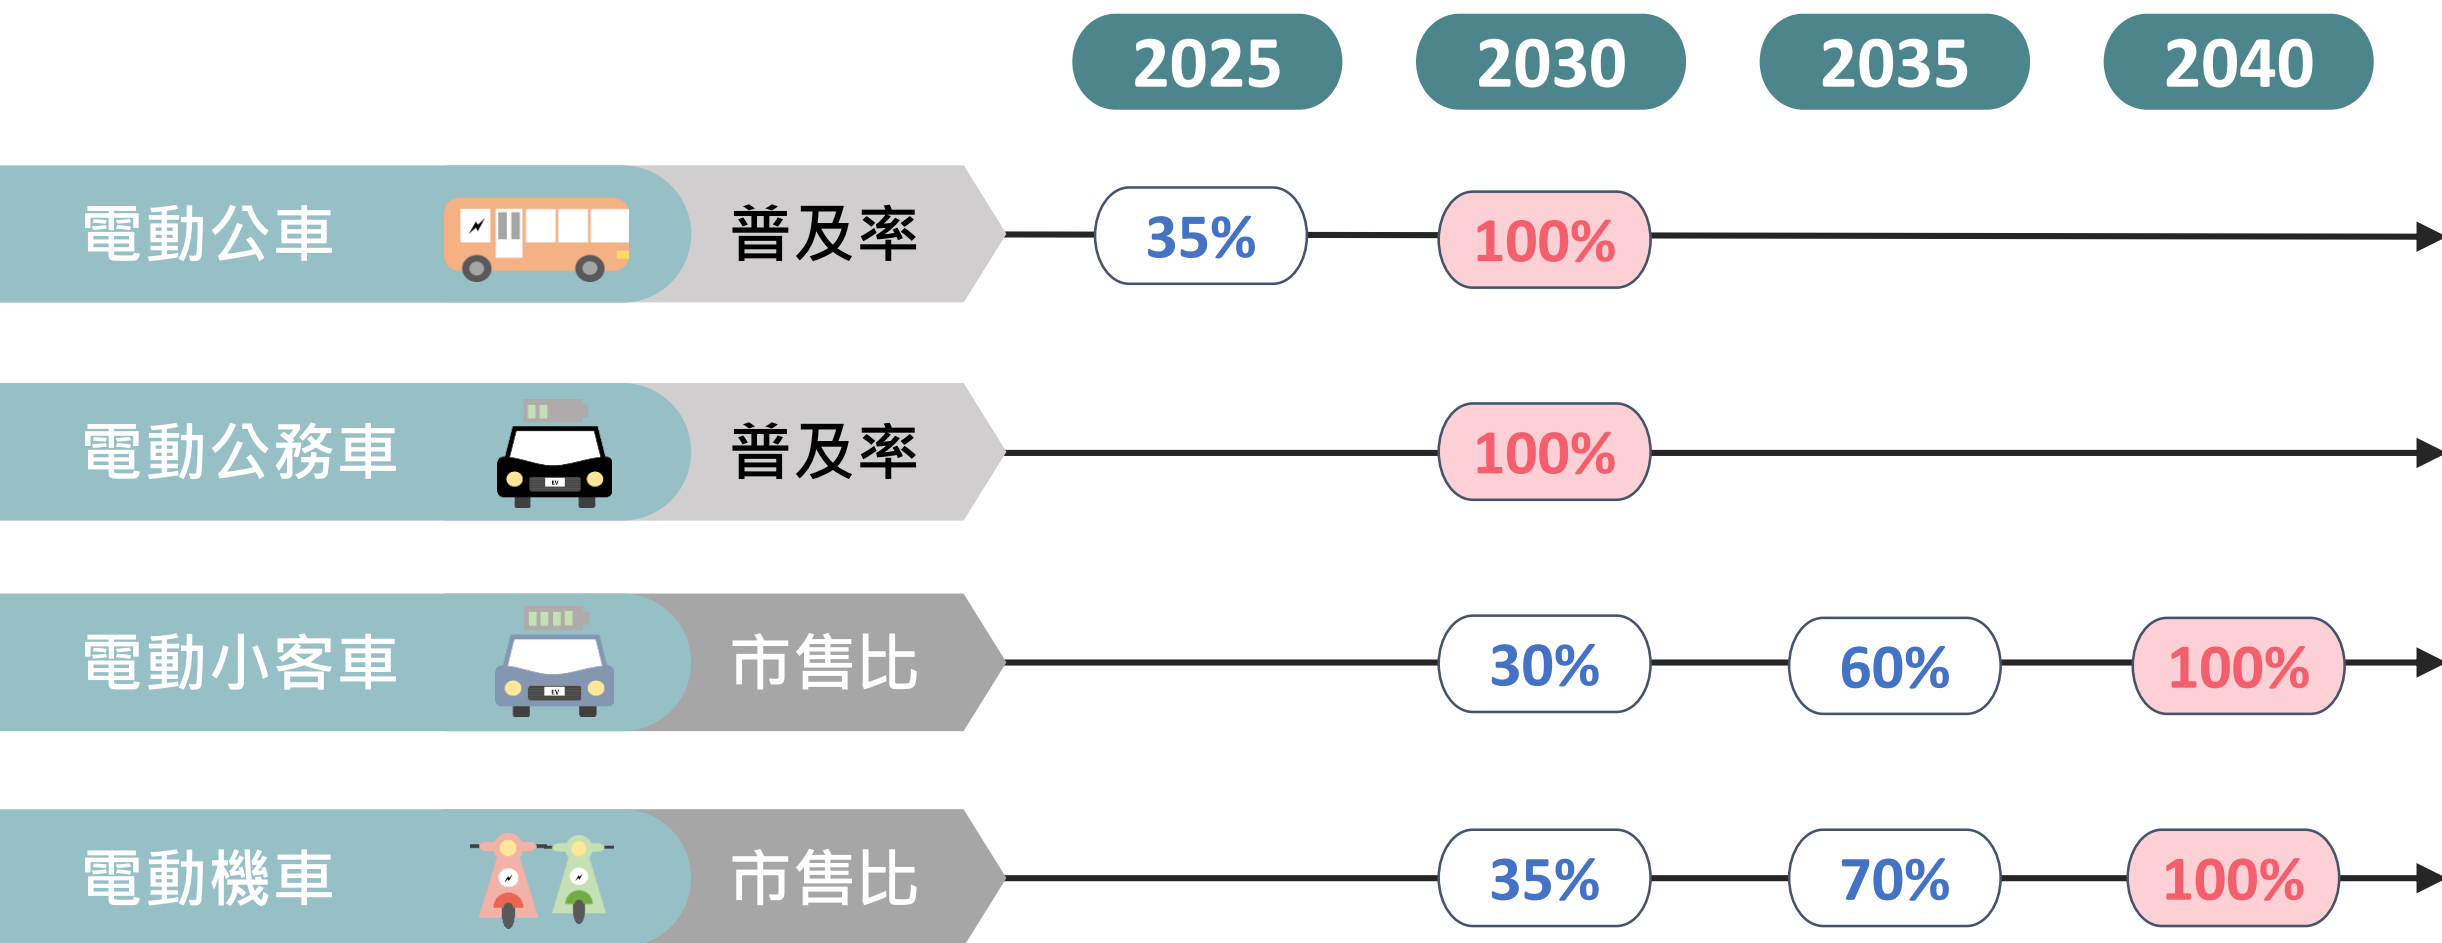 2025 2030 2035 2040
電動公車 普及率 35% 100%
電動公務車 EV 普及率 100%
電動小客車 EV 市售比 30% 60% 100%
電動機車 市售比 35% 70% 100%